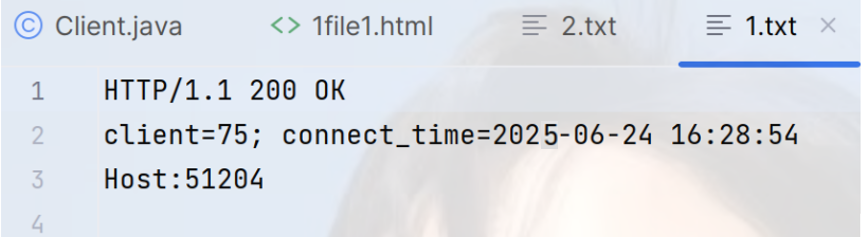 Client.java 1file1.html 2.txt 1.txt
1 HTTP/1.1 200 OK
2 client=75; connect_time=2025-06-24 16:28:54
3 Host:51204
4